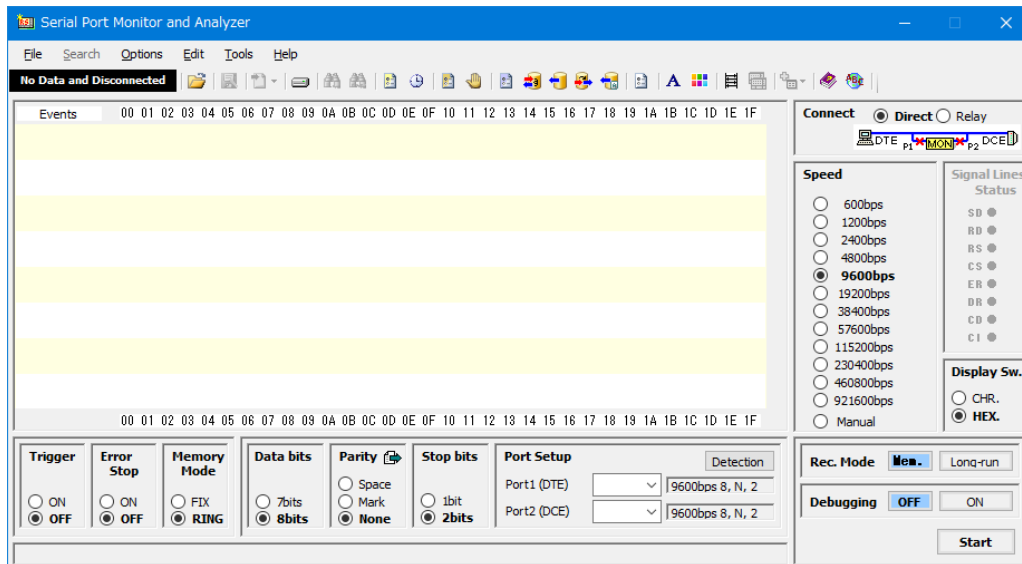 Serial Port Monitor and Analyzer
File Search Options Edit Tools Help
No Data and Disconnected
Events 00 01 02 03 04 05 06 07 08 09 0A 0B 0C 0D 0E 0F 10 11 12 13 14 15 16 17 18 19 1A 1B 1C 1D 1E 1F
00 01 02 03 04 05 06 07 08 09 0A 0B 0C 0D 0E 0F 10 11 12 13 14 15 16 17 18 19 1A 1B 1C 1D 1E 1F
Connect Direct Relay
DTE P1 MON P2 DCE
Speed
600bps
1200bps
2400bps
4800bps
9600bps
19200bps
38400bps
57600bps
115200bps
230400bps
460800bps
921600bps
Manual
Signal Lines
Status
SD
RD
RS
CS
ER
DR
CD
CI
Display Sw.
CHR.
HEX.
Trigger
ON
OFF
Error
Stop
ON
OFF
Memory
Mode
FIX
RING
Data bits
7bits
8bits
Parity
Space
Mark
None
Stop bits
1bit
2bits
Port Setup Detection
Port1 (DTE) 9600bps 8, N, 2
Port2 (DCE) 9600bps 8, N, 2
Rec. Mode Mem. Long-run
Debugging OFF ON
Start